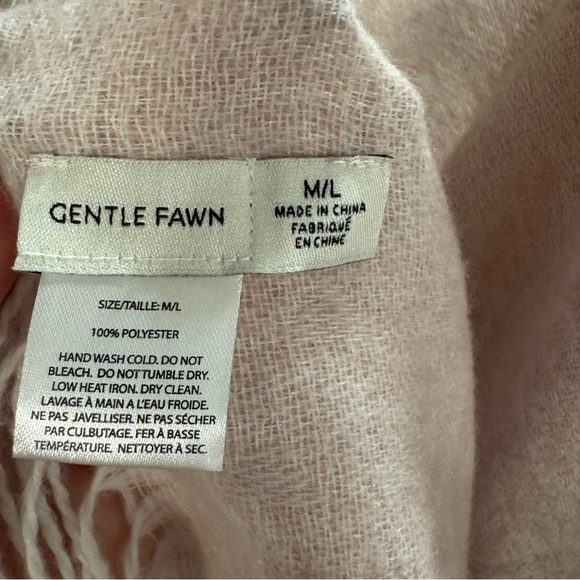 GENTLE FAWN
M/L
MADE IN CHINA
FABRIQUÉ
EN CHINE
SIZE/TAILLE: M/L
100% POLYESTER
HAND WASH COLD. DO NOT
BLEACH. DO NOT TUMBLE DRY.
LOW HEAT IRON. DRY CLEAN.
LAVAGE À MAIN A L'EAU FROIDE.
NE PAS JAVELLISER. NE PAS SÉCHER
PAR CULBUTAGE. FER À BASSE
TEMPÉRATURE. NETTOYER À SEC.